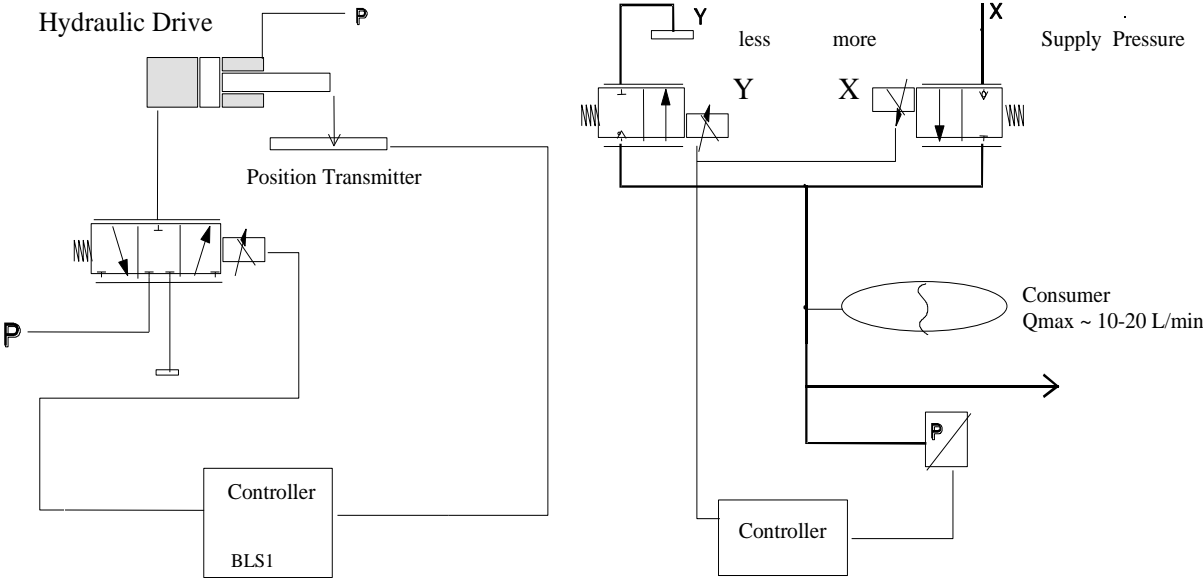 Hydraulic Drive
P
Position Transmitter
P
Controller
BLS1
Y
X
less more Supply Pressure
Y X
Consumer
Qmax ~ 10-20 L/min
P
Controller